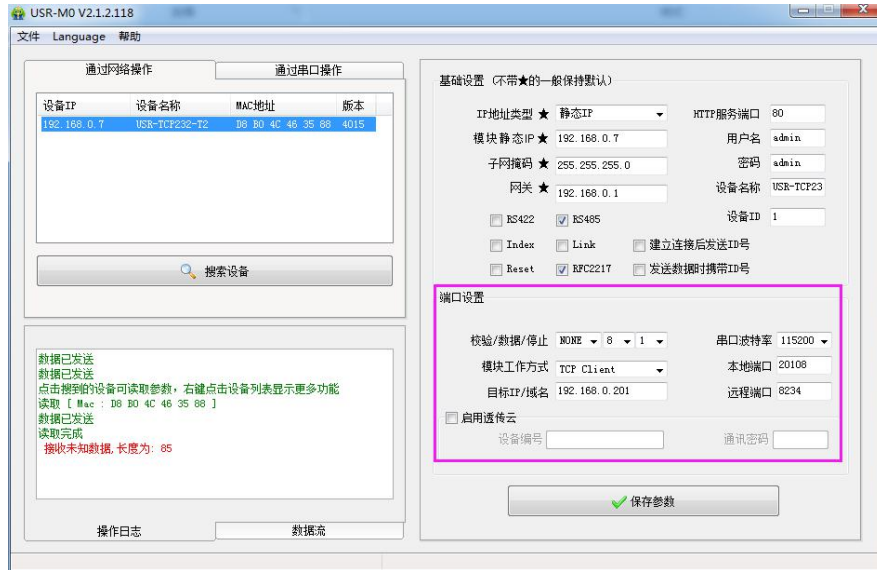 USR-M0 V2.1.2.118
文件 Language 帮助
通过网络操作 通过串口操作
设备IP 设备名称 MAC地址 版本
192.168.0.7 USR-TCP232-T2 D8 B0 4C 46 35 88 4015
搜索设备
数据已发送
数据已发送
点击搜到的设备可读取参数，右键点击设备列表显示更多功能
读取 [ Mac : D8 B0 4C 46 35 88 ]
数据已发送
读取完成
接收未知数据,长度为: 85
操作日志 数据流
基础设置 (不带★的一般保持默认)
IP地址类型 ★ 静态IP HTTP服务端口 80
模块静态IP★ 192.168.0.7 用户名 admin
子网掩码 ★ 255.255.255.0 密码 admin
网关 ★ 192.168.0.1 设备名称 USR-TCP23
RS422 RS485 设备ID 1
Index Link 建立连接后发送ID号
Reset RFC2217 发送数据时携带ID号
端口设置
校验/数据/停止 NONE 8 1 串口波特率 115200
模块工作方式 TCP Client 本地端口 20108
目标IP/域名 192.168.0.201 远程端口 8234
启用透传云
设备编号 通讯密码
保存参数